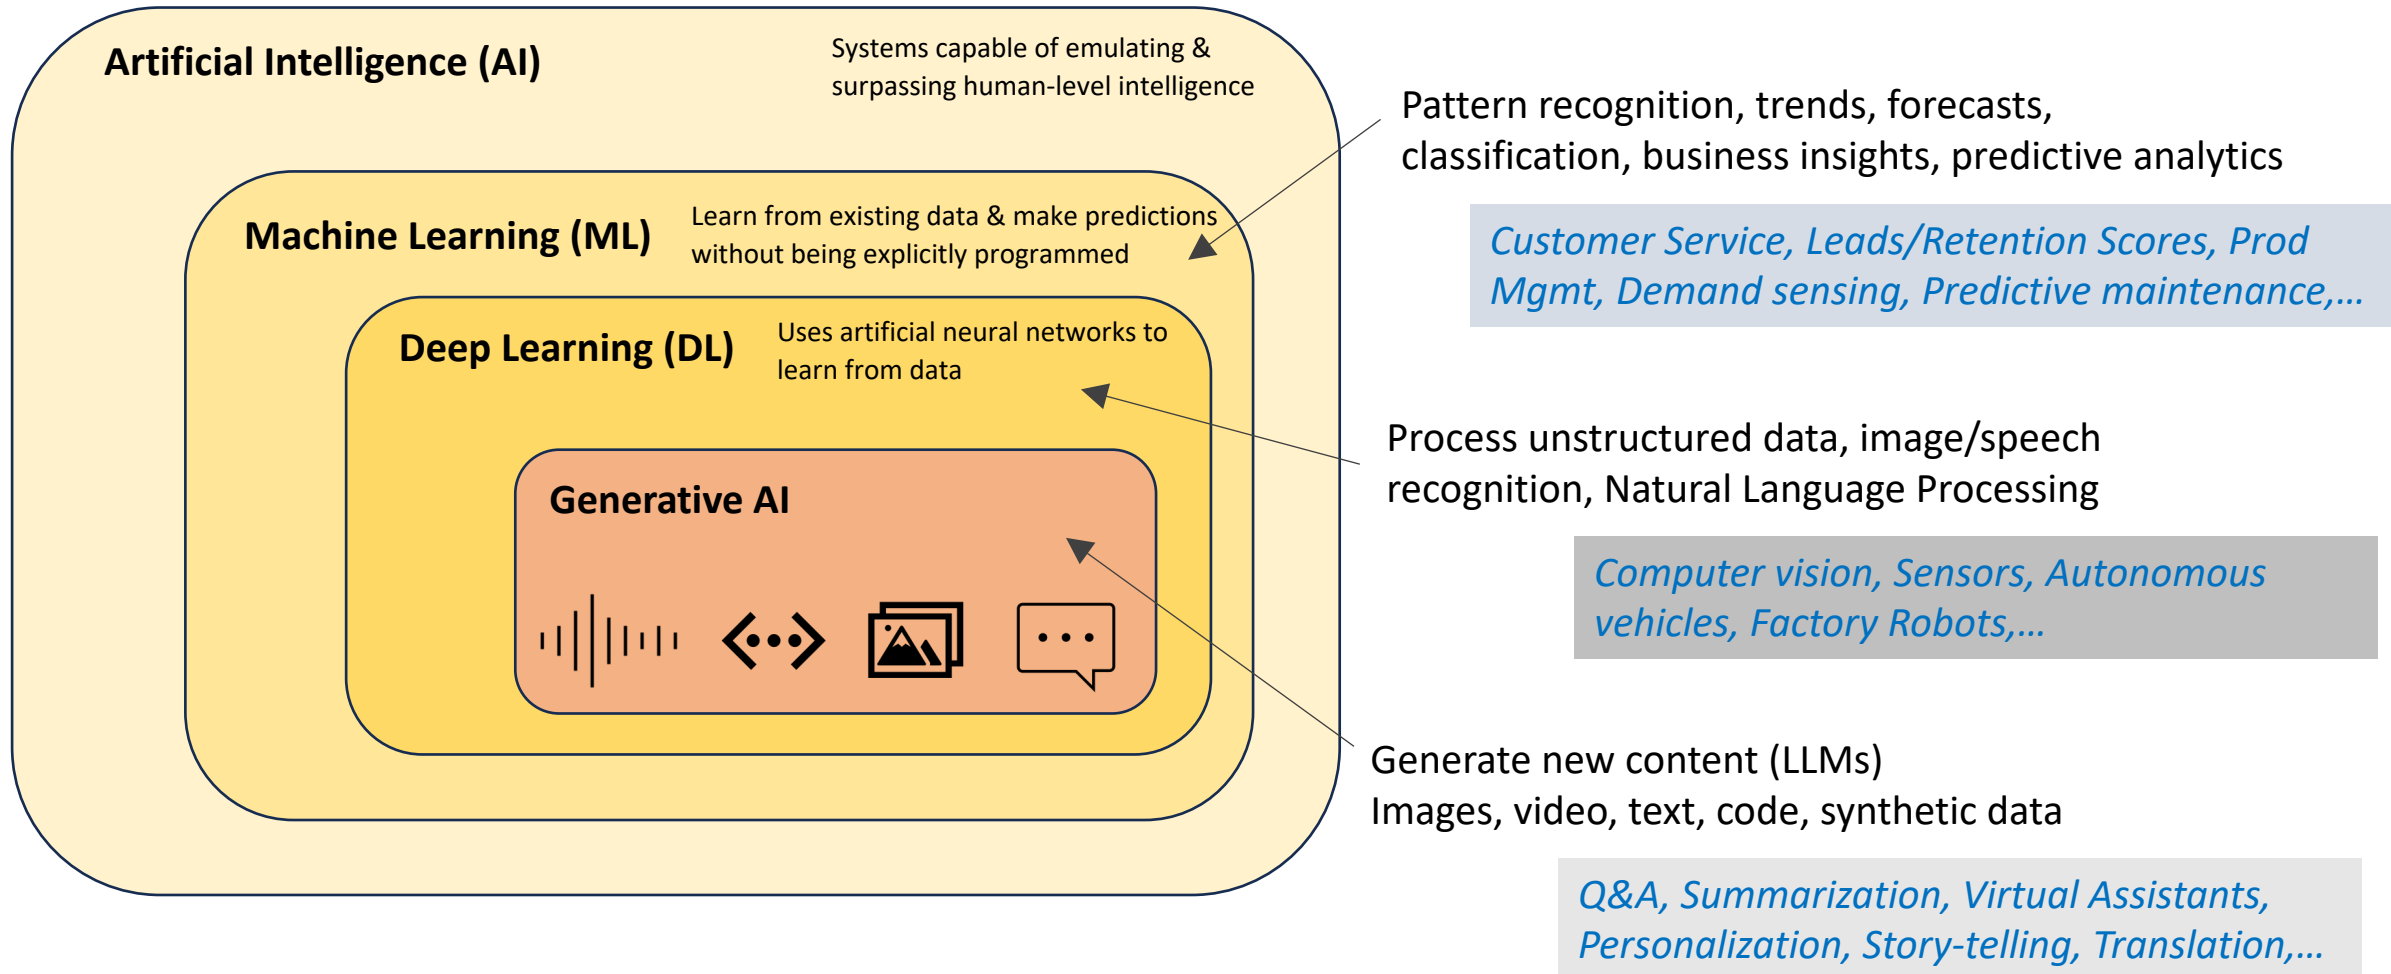 Artificial Intelligence (AI)
Systems capable of emulating &
surpassing human-level intelligence
Machine Learning (ML)
Learn from existing data & make predictions
without being explicitly programmed
Deep Learning (DL)
Uses artificial neural networks to
learn from data
Generative AI
Pattern recognition, trends, forecasts,
classification, business insights, predictive analytics
Customer Service, Leads/Retention Scores, Prod
Mgmt, Demand sensing, Predictive maintenance,...
Process unstructured data, image/speech
recognition, Natural Language Processing
Computer vision, Sensors, Autonomous
vehicles, Factory Robots,...
Generate new content (LLMs)
Images, video, text, code, synthetic data
Q&A, Summarization, Virtual Assistants,
Personalization, Story-telling, Translation,...